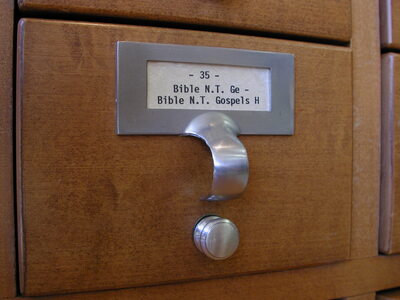 - 35 -
Bible N.T. Ge -
Bible N.T. Gospels H